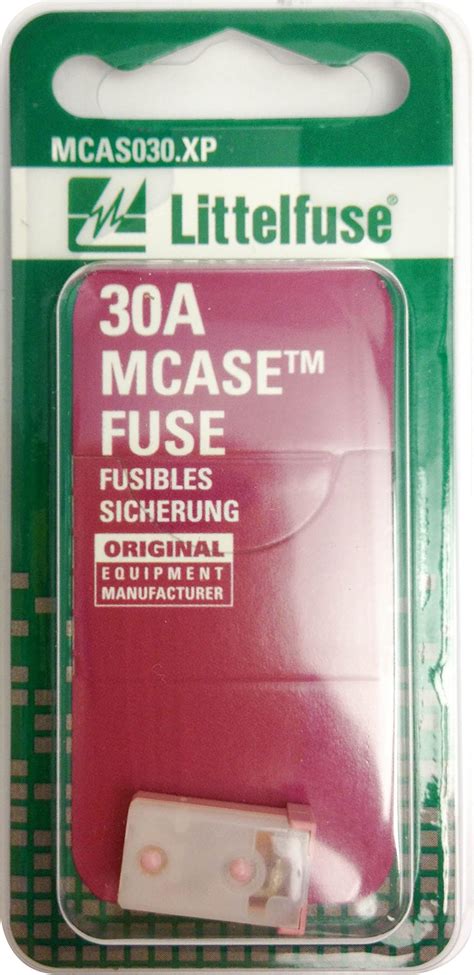 MCAS030.XP
Littelfuse®
30A
MCASE™
FUSE
FUSIBLES
SICHERUNG
ORIGINAL
EQUIPMENT
MANUFACTURER